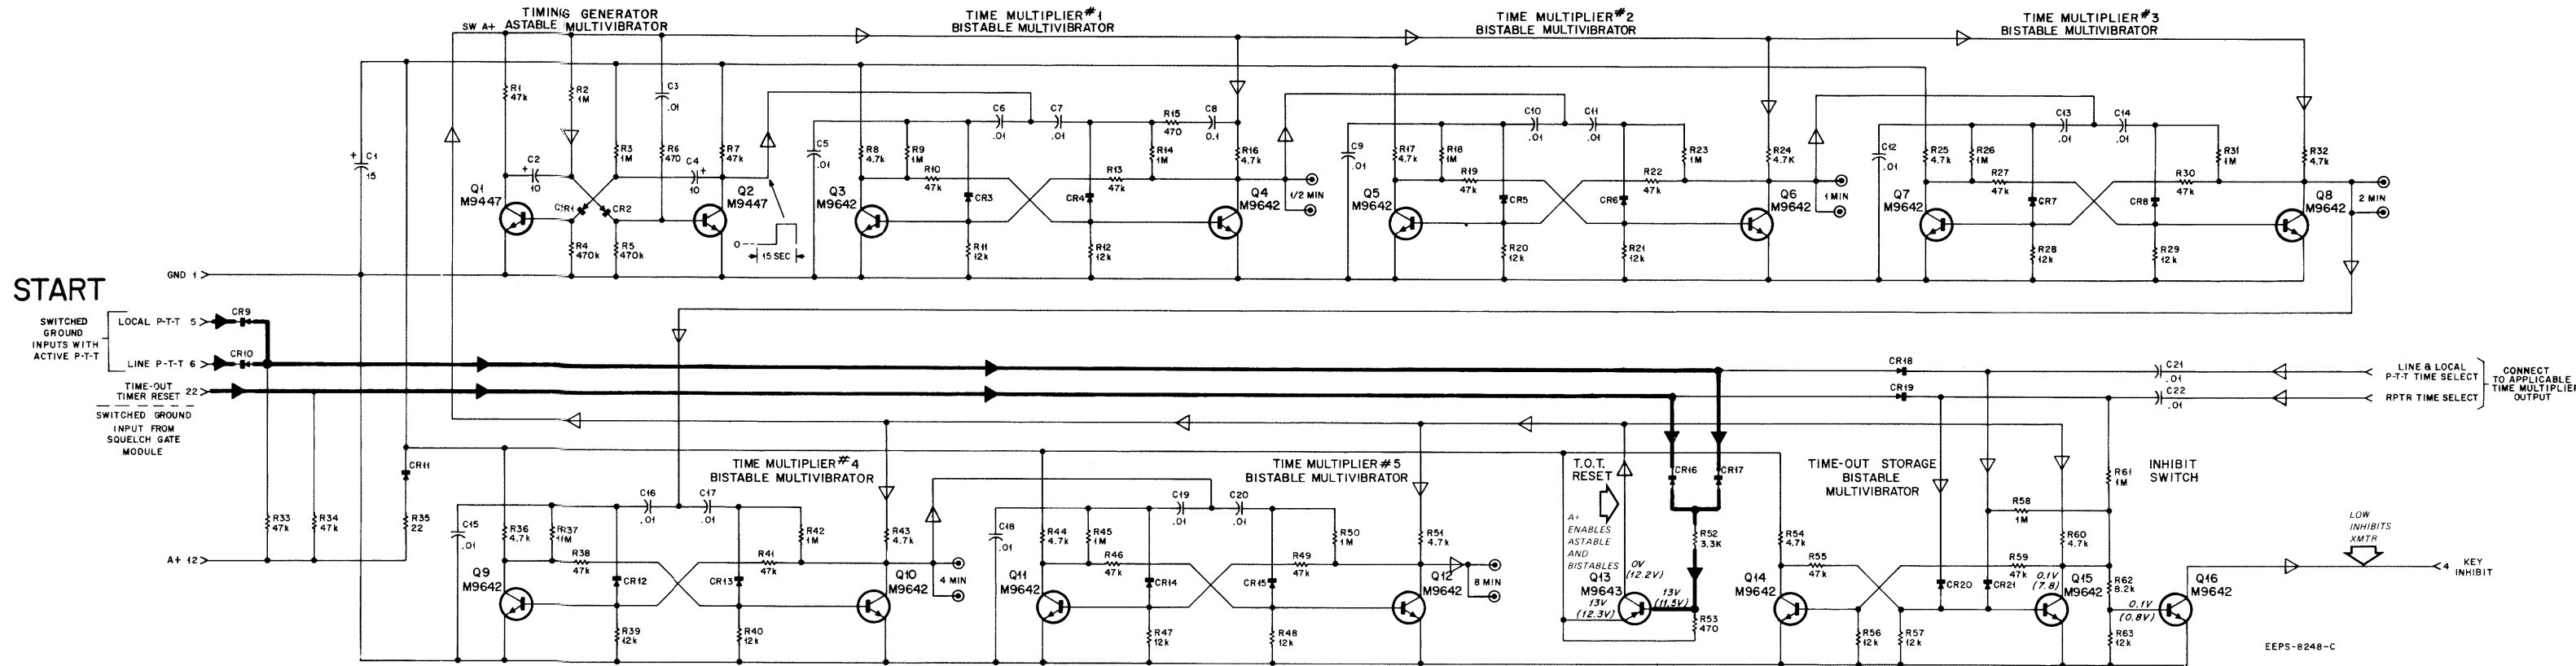 TIMING GENERATOR
ASTABLE MULTIVIBRATOR
TIME MULTIPLIER #1
BISTABLE MULTIVIBRATOR
TIME MULTIPLIER #2
BISTABLE MULTIVIBRATOR
TIME MULTIPLIER #3
BISTABLE MULTIVIBRATOR
SW A+
R1
47k
R2
1M
C3
.01
C1
15
+
R3
1M
R6
470
R7
47k
C2
10
+
C4
10
+
Q1
M9447
CR1
CR2
Q2
M9447
R4
470k
R5
470k
0
15 SEC
C5
.01
R8
4.7k
R9
1M
R10
47k
C6
.01
C7
.01
R15
470
C8
0.1
R14
1M
R13
47k
R16
4.7k
Q3
M9642
CR3
CR4
Q4
M9642
R11
12k
R12
12k
1/2 MIN
C9
.01
R17
4.7k
R18
1M
R19
47k
C10
.01
C11
.01
R23
1M
R22
47k
R24
4.7K
Q5
M9642
CR5
CR6
Q6
M9642
R20
12k
R21
12k
1 MIN
C12
.01
R25
4.7k
R26
1M
R27
47k
C13
.01
C14
.01
R31
1M
R30
47k
R32
4.7k
Q7
M9642
CR7
CR8
Q8
M9642
R28
12k
R29
12k
2 MIN
GND 1
START
SWITCHED
GROUND
INPUTS WITH
ACTIVE P-T-T
LOCAL P-T-T 5
CR9
LINE P-T-T 6
CR10
TIME-OUT
TIMER RESET 22
SWITCHED GROUND
INPUT FROM
SQUELCH GATE
MODULE
CR18
CR19
C21
.01
C22
.01
LINE & LOCAL
P-T-T TIME SELECT
RPTR TIME SELECT
CONNECT
TO APPLICABLE
TIME MULTIPLIER
OUTPUT
CR11
R33
47k
R34
47k
R35
22
A+ 12
TIME MULTIPLIER #4
BISTABLE MULTIVIBRATOR
C15
.01
R36
4.7k
R37
1M
R38
47k
C16
.01
C17
.01
R42
1M
R41
47k
R43
4.7k
Q9
M9642
CR12
CR13
Q10
M9642
R39
12k
R40
12k
4 MIN
TIME MULTIPLIER #5
BISTABLE MULTIVIBRATOR
C18
.01
R44
4.7k
R45
1M
R46
47k
C19
.01
C20
.01
R50
1M
R49
47k
R51
4.7k
Q11
M9642
CR14
CR15
Q12
M9642
R47
12k
R48
12k
8 MIN
T.O.T.
RESET
A+
ENABLES
ASTABLE
AND
BISTABLES
CR16
CR17
R52
3.3K
Q13
M9643
0V
(12.2V)
13V
(12.3V)
13V
(11.5V)
R53
470
TIME-OUT STORAGE
BISTABLE
MULTIVIBRATOR
R54
4.7k
R55
47k
Q14
M9642
R56
12k
R57
12k
CR20
CR21
R58
1M
R59
47k
R60
4.7k
0.1V
(7.8)
Q15
M9642
INHIBIT
SWITCH
R61
1M
R62
8.2k
R63
12k
0.1V
(0.8V)
Q16
M9642
LOW
INHIBITS
XMTR
4 KEY
INHIBIT
EEPS-8248-C